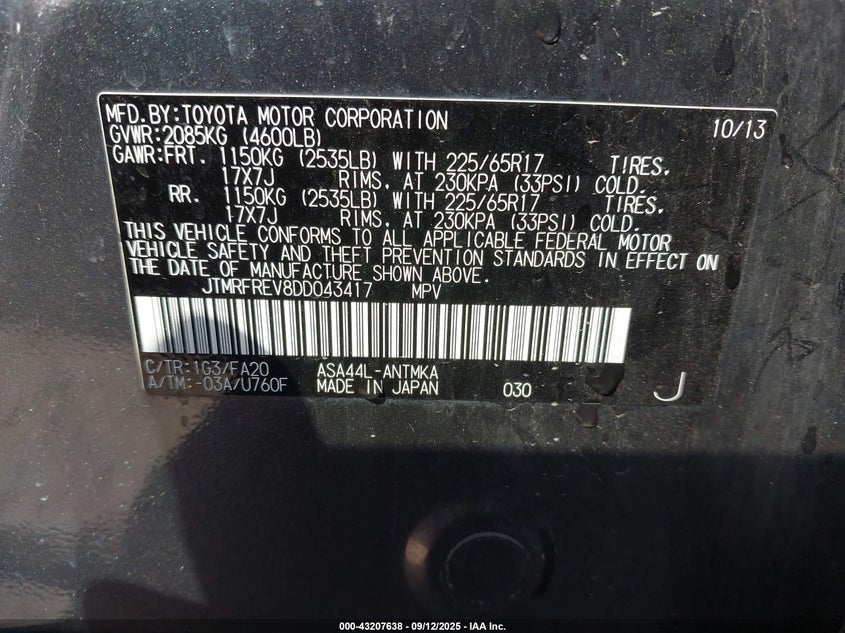 MFD.BY:TOYOTA MOTOR CORPORATION 10/13
GVWR:2085KG (4600LB)
GAWR:FRT. 1150KG (2535LB) WITH 225/65R17 TIRES.
17X7J RIMS, AT 230KPA (33PSI) COLD.
RR. 1150KG (2535LB) WITH 225/65R17 TIRES.
17X7J RIMS, AT 230KPA (33PSI) COLD.
THIS VEHICLE CONFORMS TO ALL APPLICABLE FEDERAL MOTOR
VEHICLE SAFETY AND THEFT PREVENTION STANDARDS IN EFFECT ON
THE DATE OF MANUFACTURE SHOWN ABOVE.
JTMRFREV8DD043417 MPV
C/TR:1G3/FA20 ASA44L-ANTMKA
A/TM:-03A/U760F MADE IN JAPAN 030 J
000-43207638 - 09/12/2025 - IAA Inc.